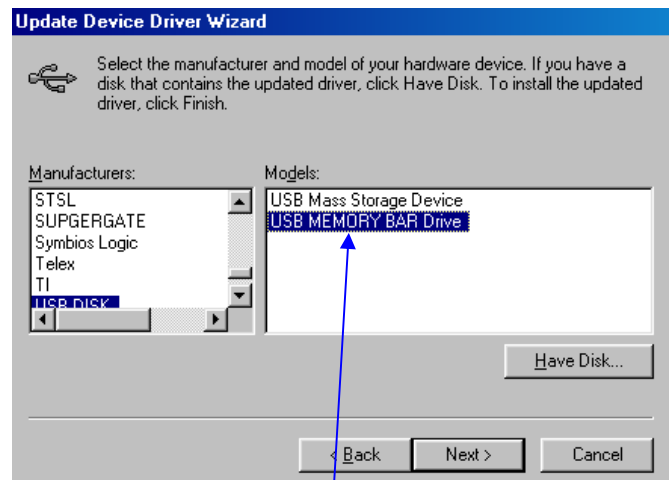 Update Device Driver Wizard
Select the manufacturer and model of your hardware device. If you have a
disk that contains the updated driver, click Have Disk. To install the updated
driver, click Finish.
Manufacturers:
STSL
SUPGERGATE
Symbios Logic
Telex
TI
USB DISK
Models:
USB Mass Storage Device
USB MEMORY BAR Drive
Have Disk...
< Back
Next >
Cancel